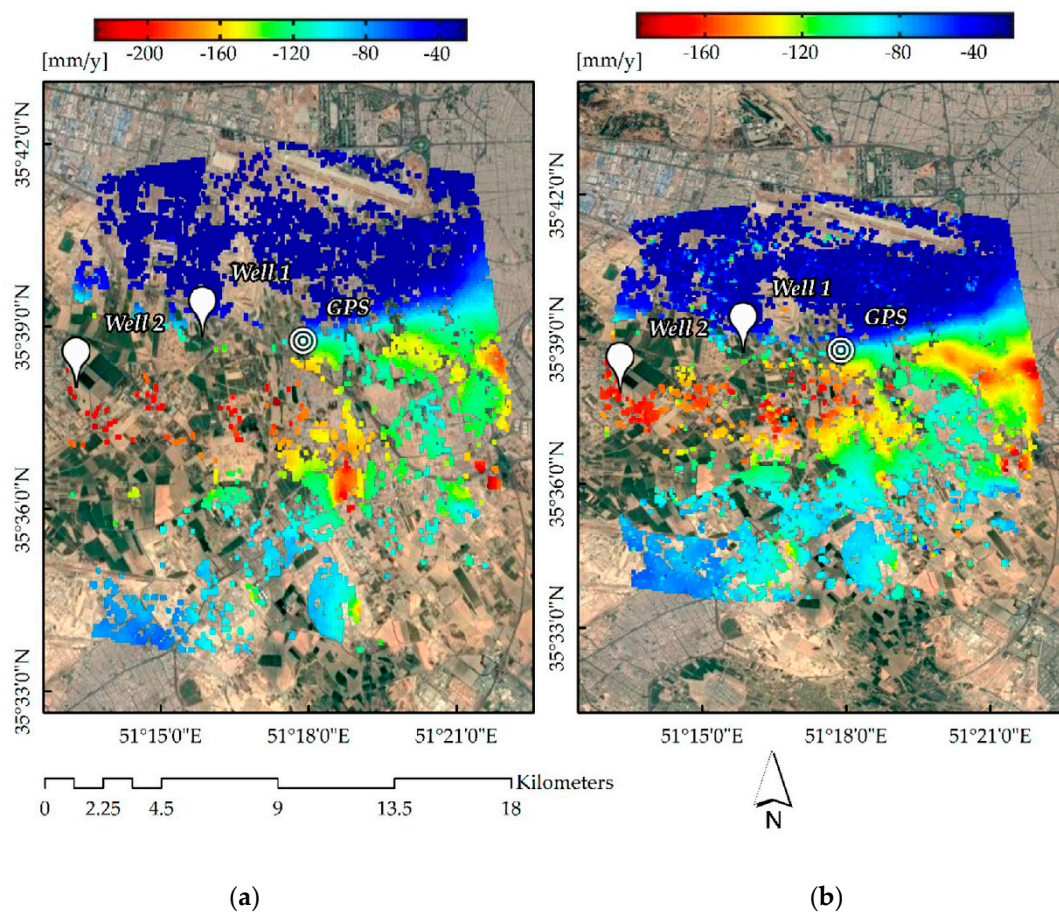 -200 -160 -120 -80 -40
[mm/y]
-160 -120 -80 -40
[mm/y]
35°42'0"N
35°39'0"N
35°36'0"N
35°33'0"N
Well 1
GPS
Well 2
51°15'0"E 51°18'0"E 51°21'0"E
35°42'0"N
35°39'0"N
35°36'0"N
35°33'0"N
Well 1
GPS
Well 2
51°15'0"E 51°18'0"E 51°21'0"E
Kilometers
0 2.25 4.5 9 13.5 18
N
(a) (b)